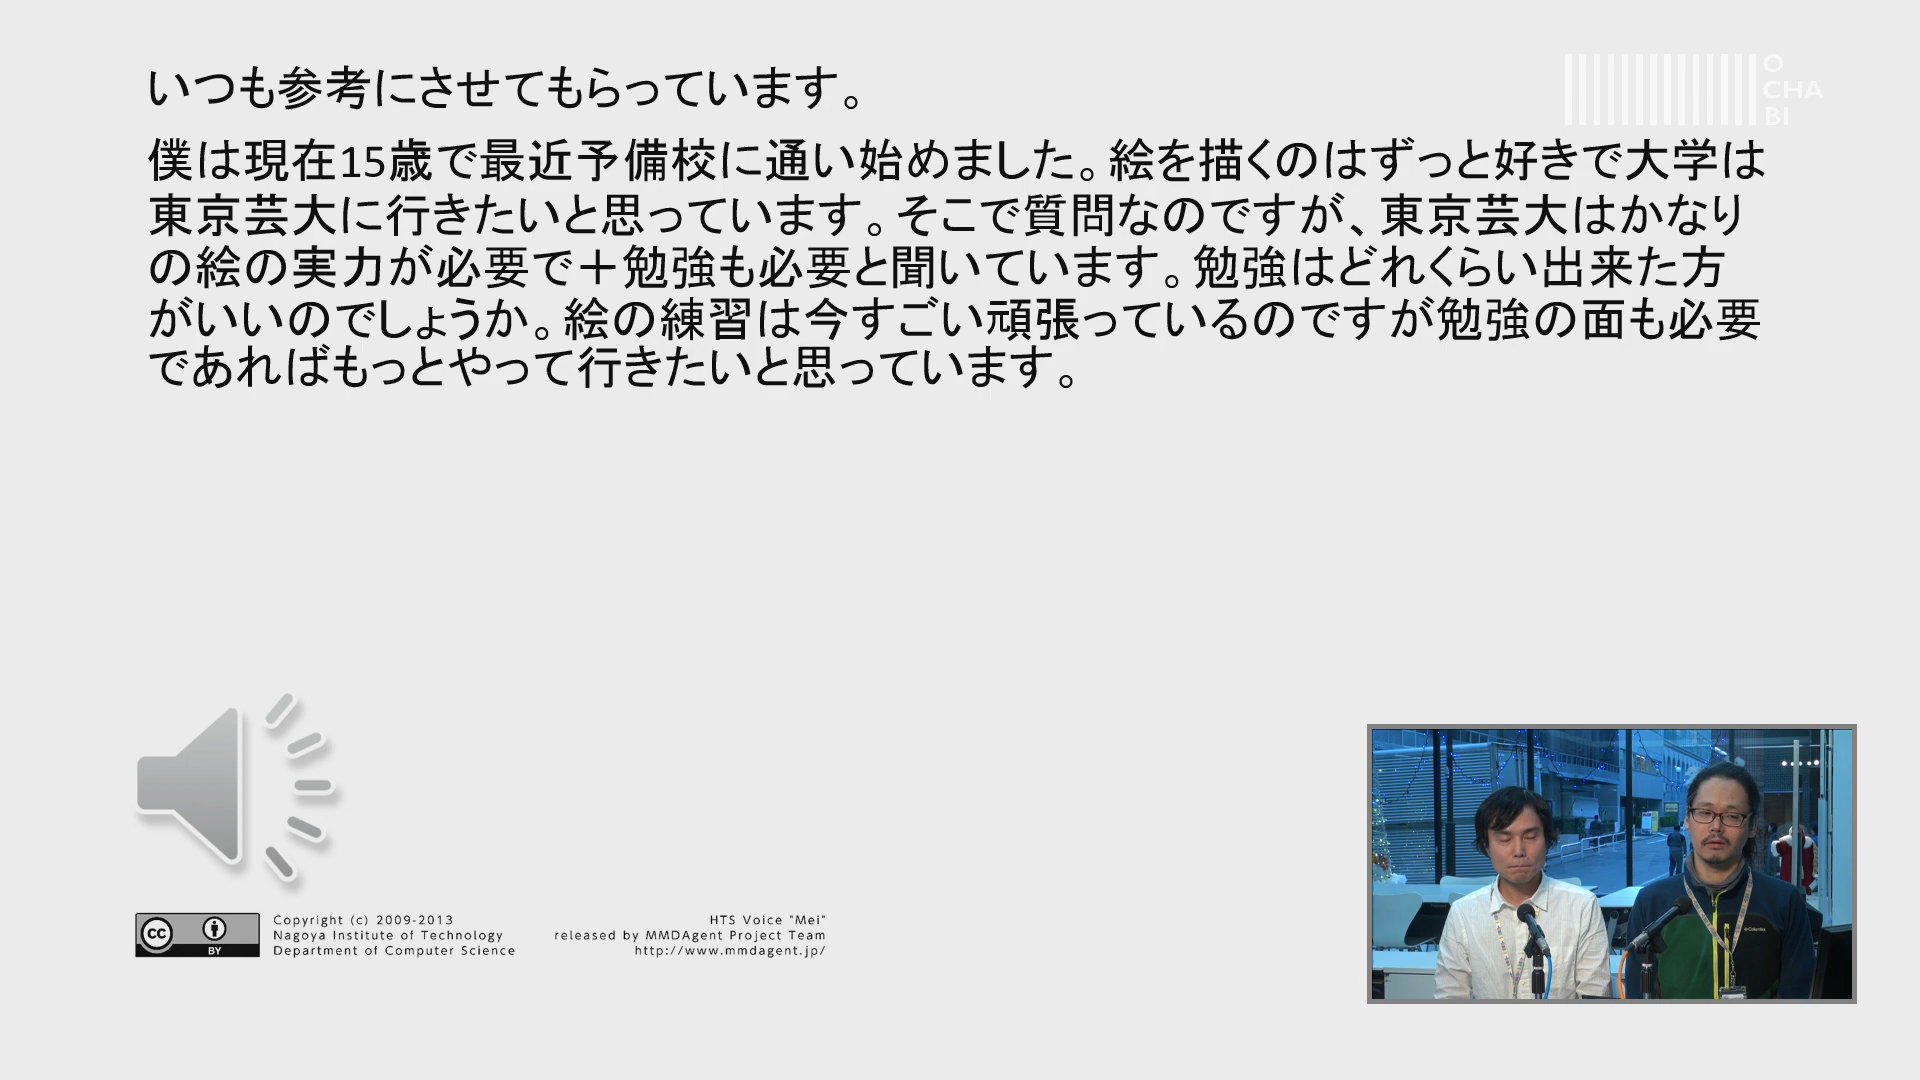 いつも参考にさせてもらっています。
僕は現在15歳で最近予備校に通い始めました。絵を描くのはずっと好きで大学は
東京芸大に行きたいと思っています。そこで質問なのですが、東京芸大はかなり
の絵の実力が必要で＋勉強も必要と聞いています。勉強はどれくらい出来た方
がいいのでしょうか。絵の練習は今すごい頑張っているのですが勉強の面も必要
であればもっとやって行きたいと思っています。
O
CHA
BI
cc
BY
Copyright (c) 2009-2013
Nagoya Institute of Technology
Department of Computer Science
HTS Voice "Mei"
released by MMDAgent Project Team
http://www.mmdagent.jp/
Columbia